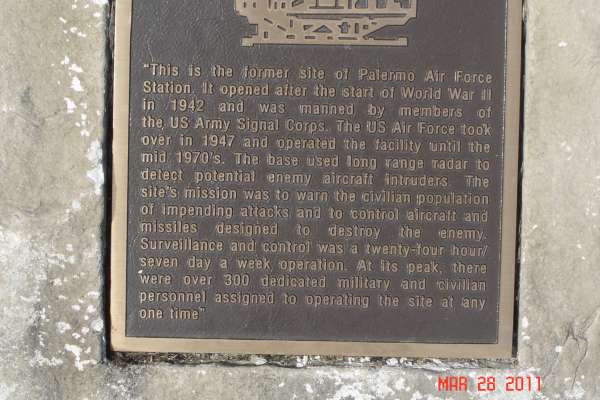 "This is the former site of Palermo Air Force
Station. It opened after the start of World War II
in 1942 and was manned by members of
the US Army Signal Corps. The US Air Force took
over in 1947 and operated the facility until the
mid 1970's. The base used long range radar to
detect potential enemy aircraft intruders. The
site's mission was to warn the civilian population
of impending attacks and to control aircraft and
missiles designed to destroy the enemy.
Surveillance and control was a twenty-four hour/
seven day a week operation. At its peak, there
were over 300 dedicated military and civilian
personnel assigned to operating the site at any
one time"
MAR 28 2011